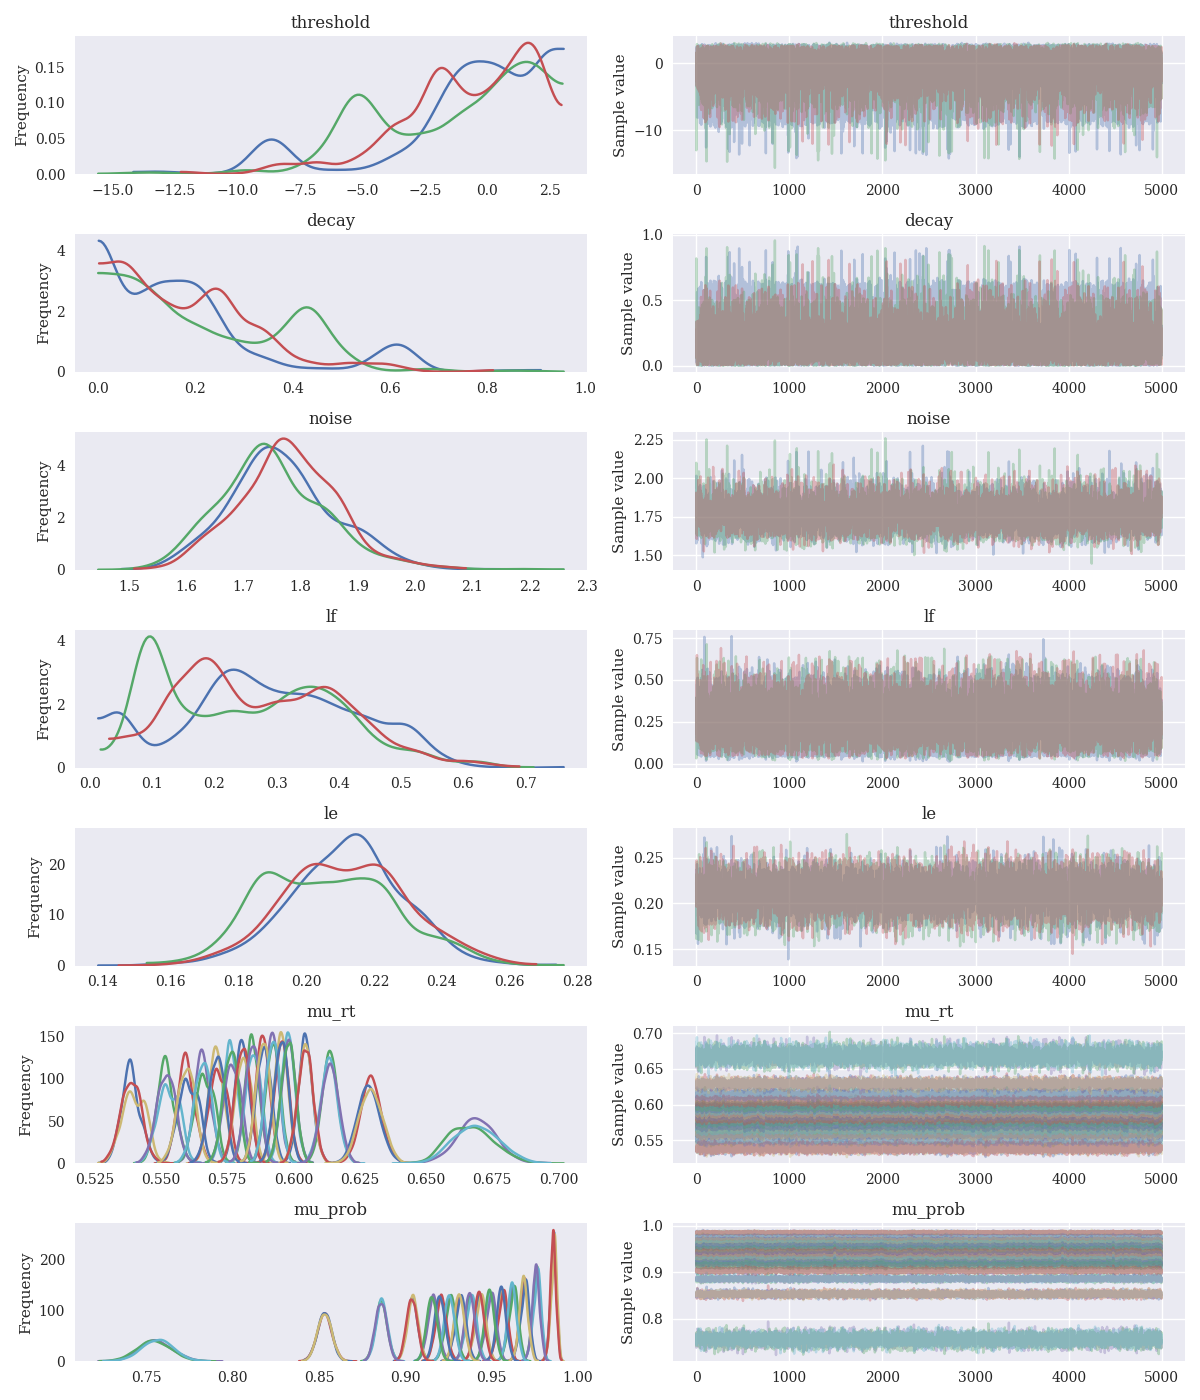 threshold
threshold
Frequency
0.15
0.10
0.05
0.00
−15.0 −12.5 −10.0 −7.5 −5.0 −2.5 0.0 2.5
Sample value
0
−10
0 1000 2000 3000 4000 5000
decay
decay
Frequency
4
2
0
0.0 0.2 0.4 0.6 0.8 1.0
Sample value
1.0
0.5
0.0
0 1000 2000 3000 4000 5000
noise
noise
Frequency
4
2
0
1.5 1.6 1.7 1.8 1.9 2.0 2.1 2.2 2.3
Sample value
2.25
2.00
1.75
1.50
0 1000 2000 3000 4000 5000
lf
lf
Frequency
4
2
0
0.0 0.1 0.2 0.3 0.4 0.5 0.6 0.7
Sample value
0.75
0.50
0.25
0.00
0 1000 2000 3000 4000 5000
le
le
Frequency
20
10
0
0.14 0.16 0.18 0.20 0.22 0.24 0.26 0.28
Sample value
0.25
0.20
0.15
0 1000 2000 3000 4000 5000
mu_rt
mu_rt
Frequency
150
100
50
0
0.525 0.550 0.575 0.600 0.625 0.650 0.675 0.700
Sample value
0.70
0.65
0.60
0.55
0 1000 2000 3000 4000 5000
mu_prob
mu_prob
Frequency
200
100
0
0.75 0.80 0.85 0.90 0.95 1.00
Sample value
1.0
0.9
0.8
0 1000 2000 3000 4000 5000